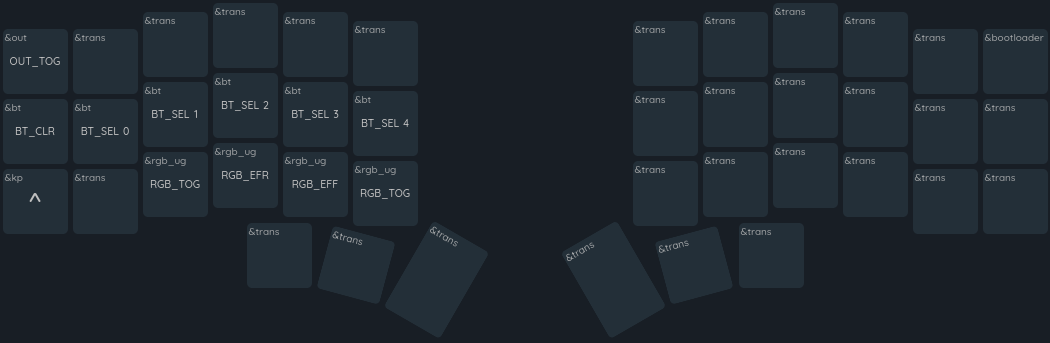 &out &trans &trans &trans &trans &trans &trans &trans &trans &trans &trans &bootloader
OUT_TOG
&bt &bt &bt &bt &bt &bt &trans &trans &trans &trans &trans &trans
BT_CLR BT_SEL 0 BT_SEL 1 BT_SEL 2 BT_SEL 3 BT_SEL 4
&kp &trans &rgb_ug &rgb_ug &rgb_ug &rgb_ug &trans &trans &trans &trans &trans &trans
^ RGB_TOG RGB_EFR RGB_EFF RGB_TOG
&trans &trans &trans &trans &trans &trans